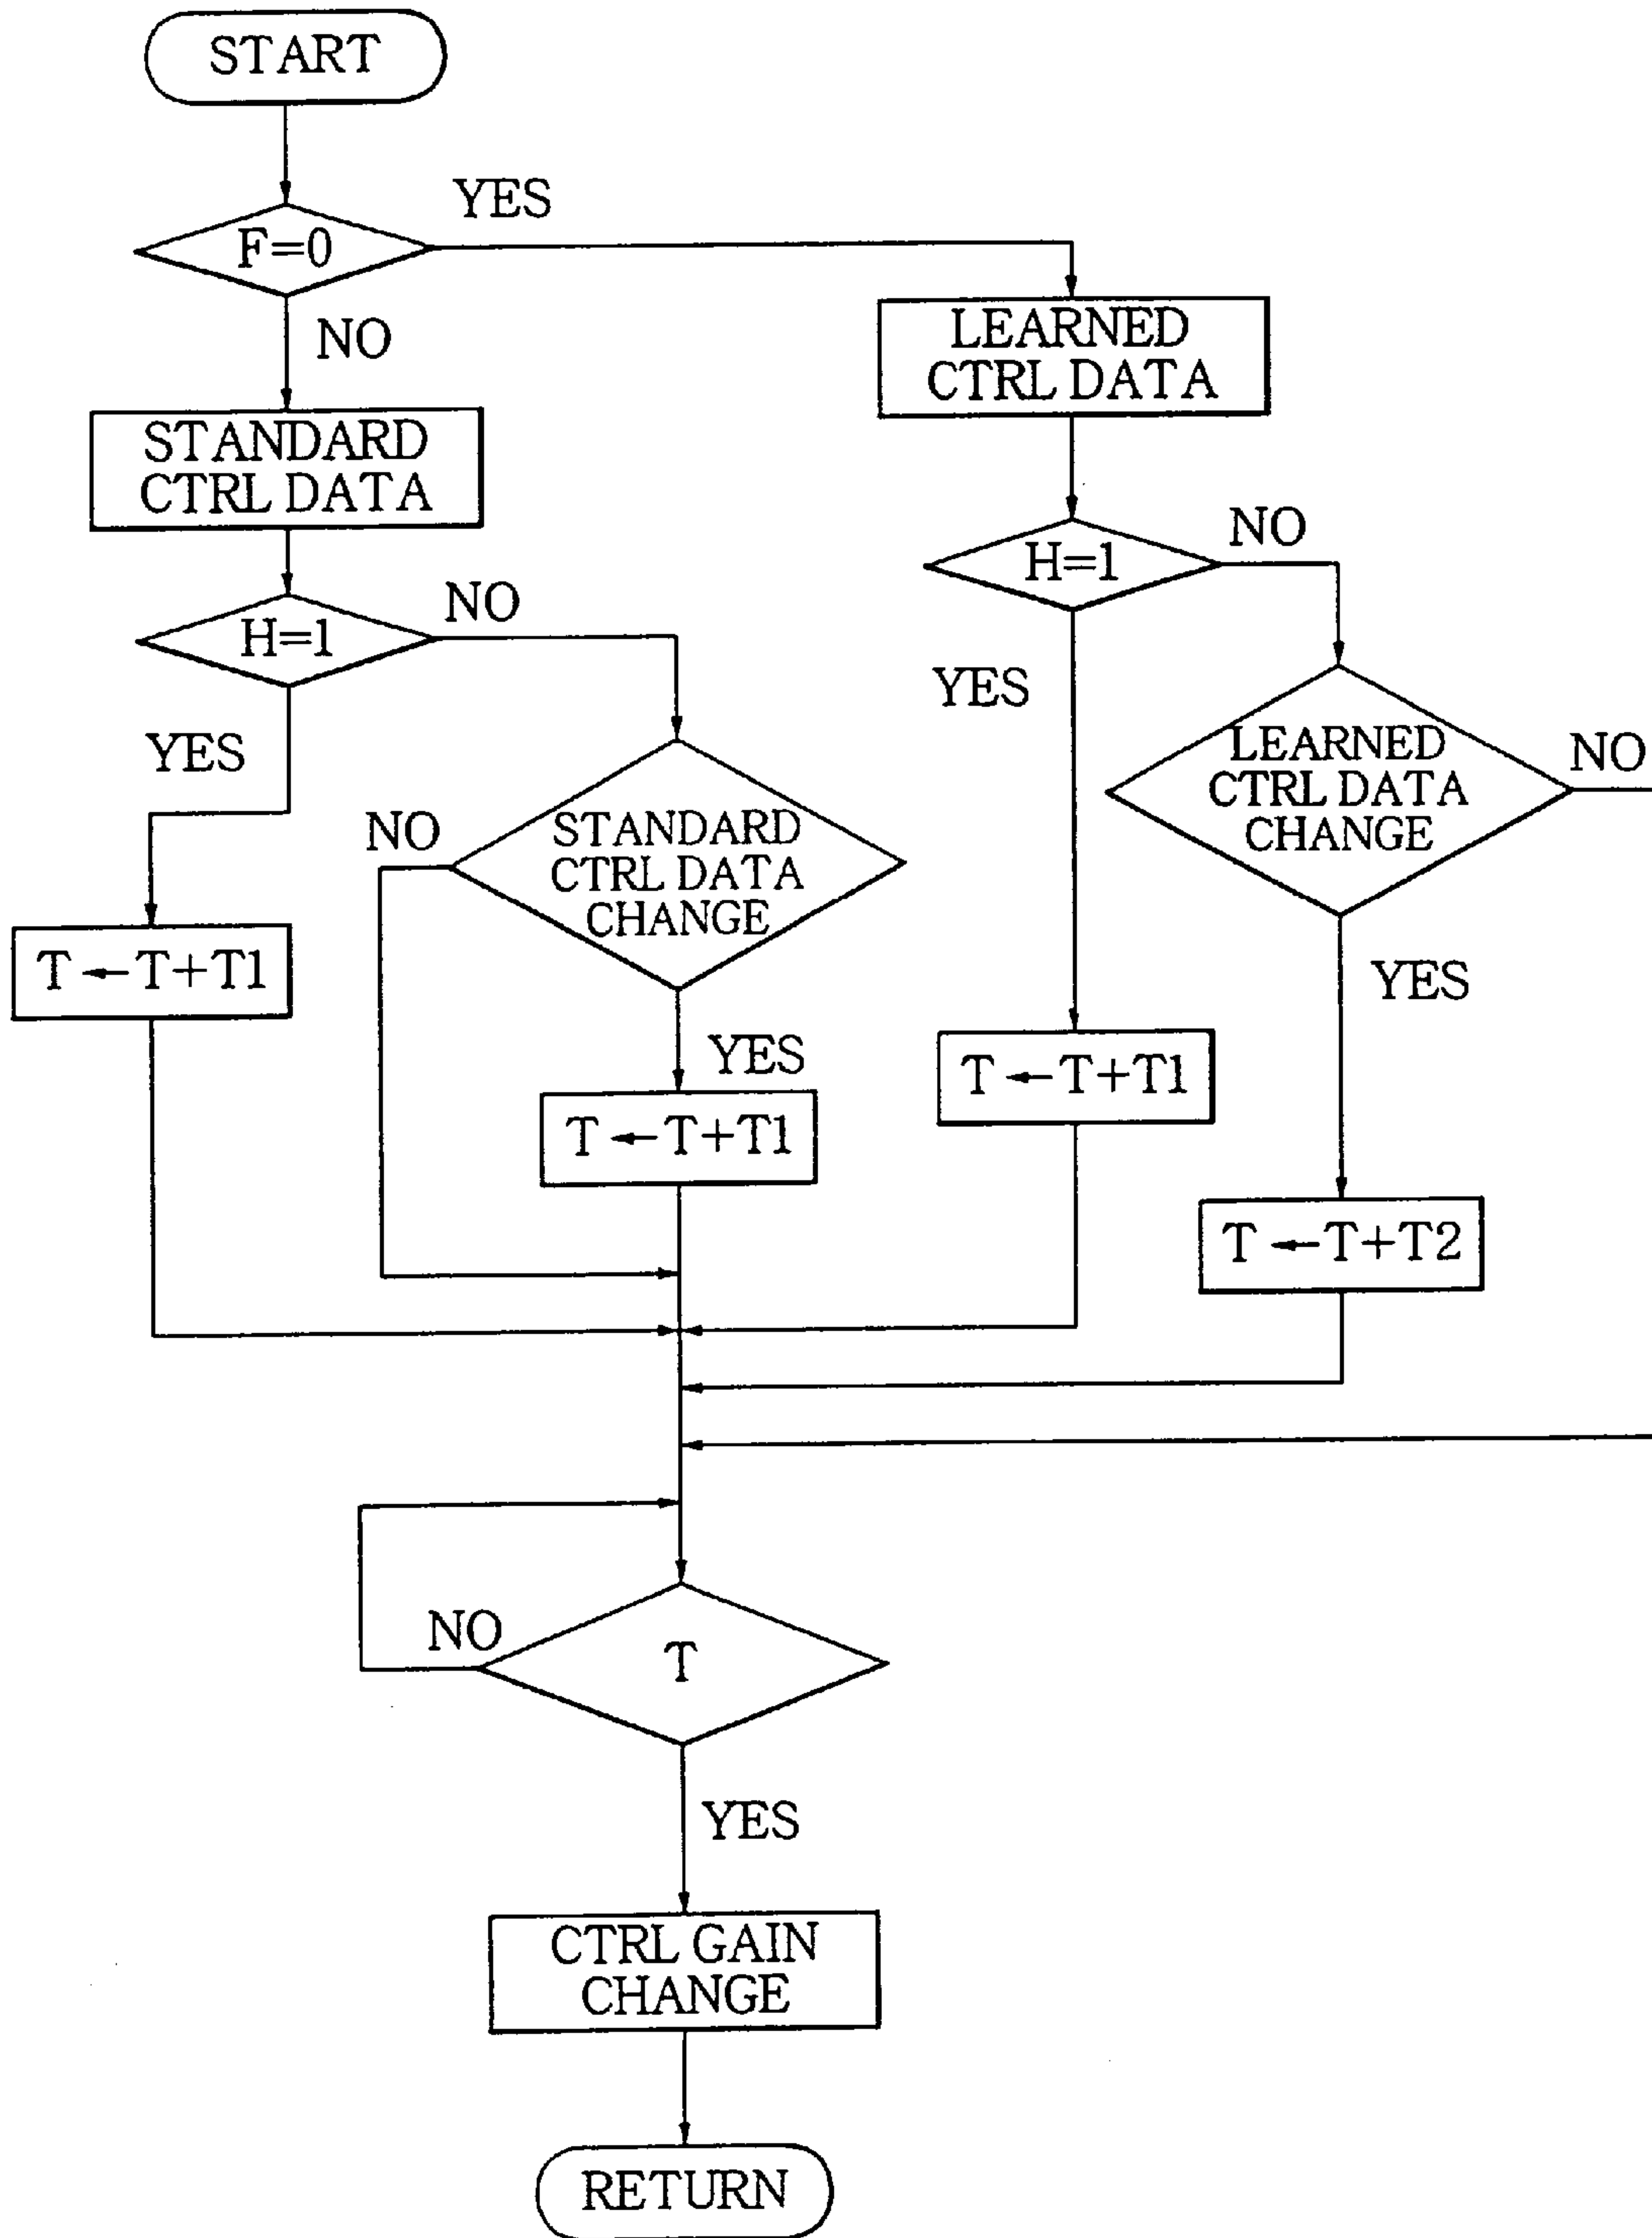 START
YES
F=0
NO
LEARNED
CTRL DATA
STANDARD
CTRL DATA
H=1
NO
H=1
NO
YES
YES
LEARNED
CTRL DATA
CHANGE
NO
NO
STANDARD
CTRL DATA
CHANGE
T ← T+T1
YES
YES
T ← T+T1
T ← T+T1
T ← T+T2
NO
T
YES
CTRL GAIN
CHANGE
RETURN